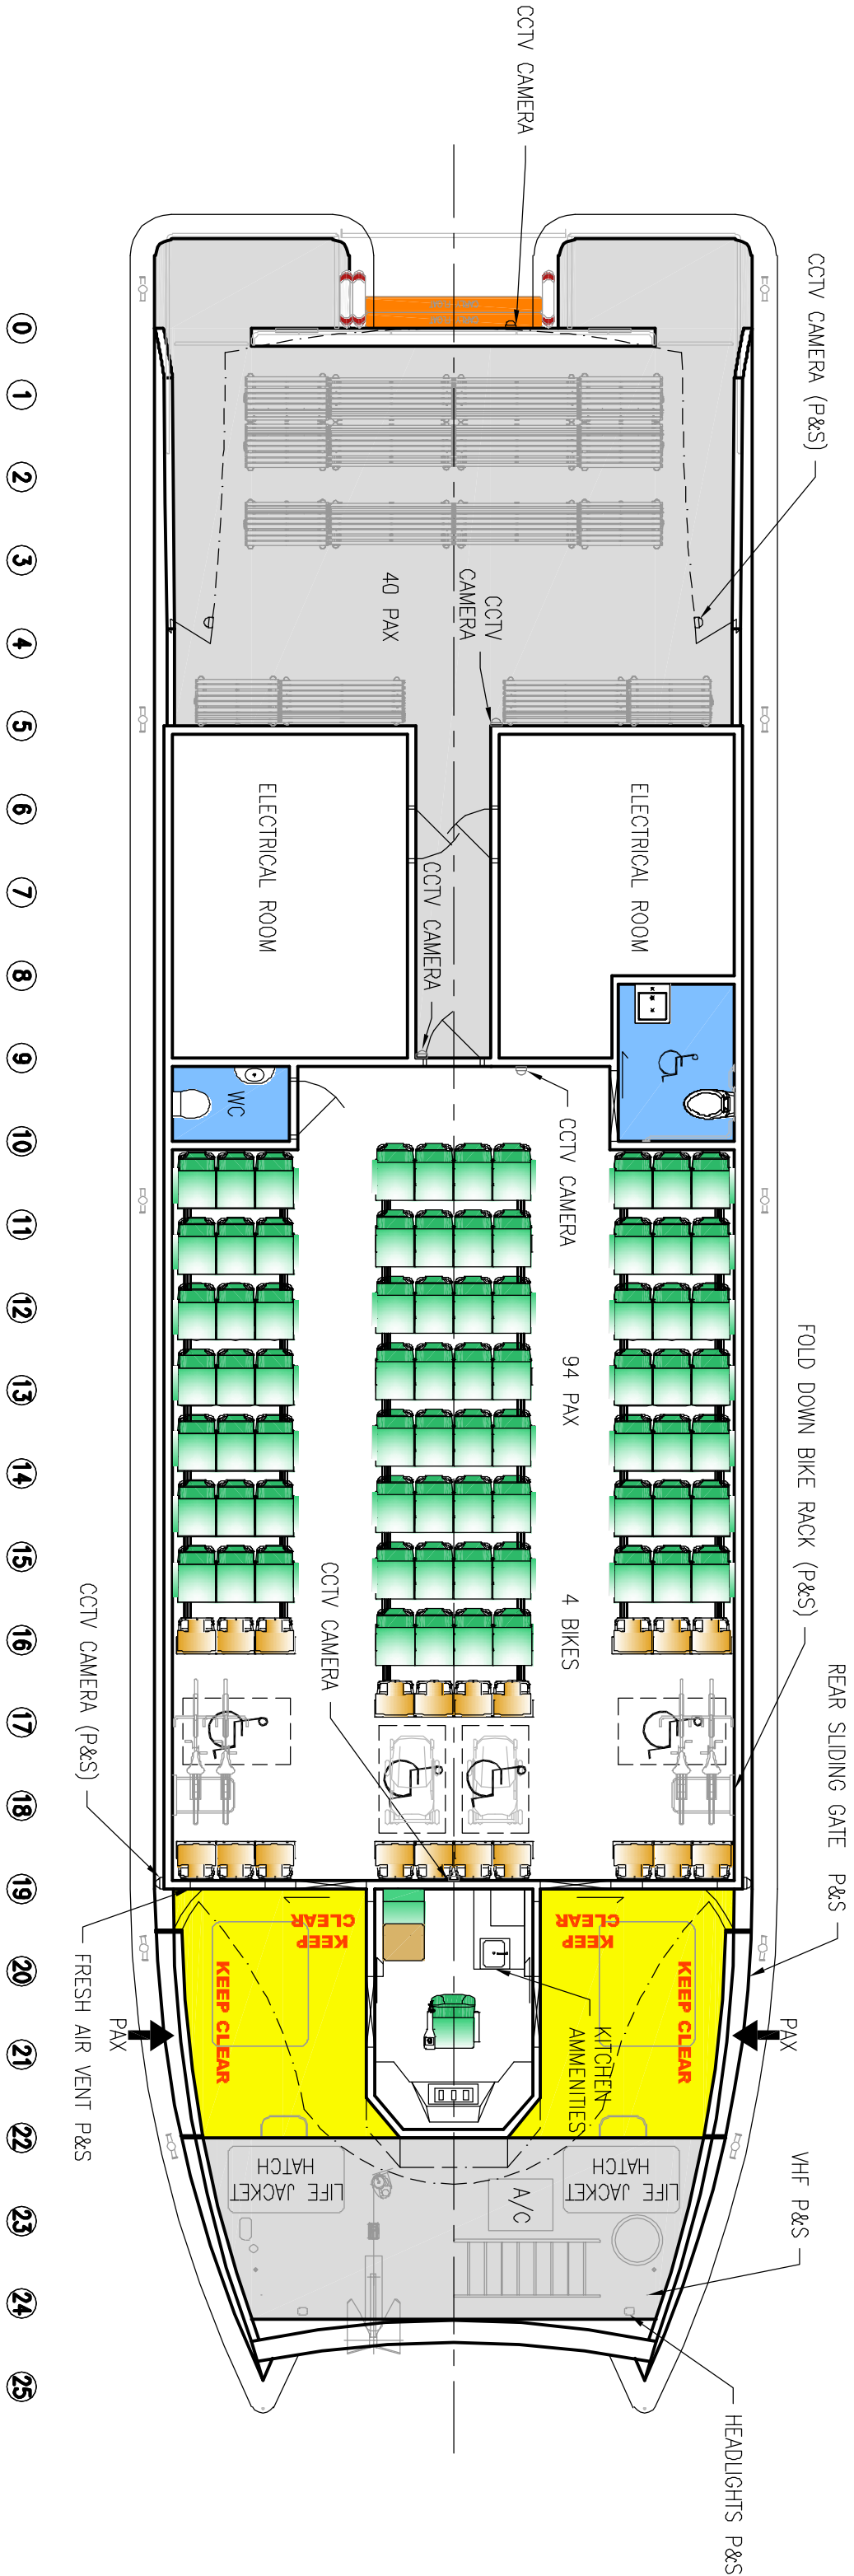 CCTV CAMERA
CCTV CAMERA (P&S)
0
1
2
3
4
5
6
7
8
9
10
11
12
13
14
15
16
17
18
19
20
21
22
23
24
25
40 PAX
CCTV
CAMERA
ELECTRICAL ROOM
ELECTRICAL ROOM
CCTV CAMERA
WC
CCTV CAMERA
94 PAX
4 BIKES
FOLD DOWN BIKE RACK (P&S)
REAR SLIDING GATE P&S
CCTV CAMERA
CCTV CAMERA (P&S)
FRESH AIR VENT P&S
KEEP
CLEAR
KEEP
CLEAR
KEEP CLEAR
KEEP CLEAR
PAX
PAX
KITCHEN
AMMENITIES
LIFE JACKET
HATCH
LIFE JACKET
HATCH
A/C
VHF P&S
HEADLIGHTS P&S